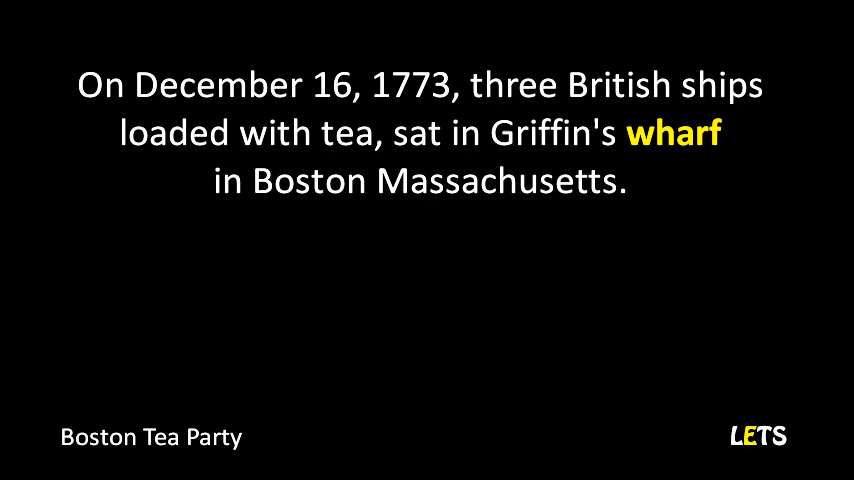 On December 16, 1773, three British ships
loaded with tea, sat in Griffin's wharf
in Boston Massachusetts.
Boston Tea Party
LETS